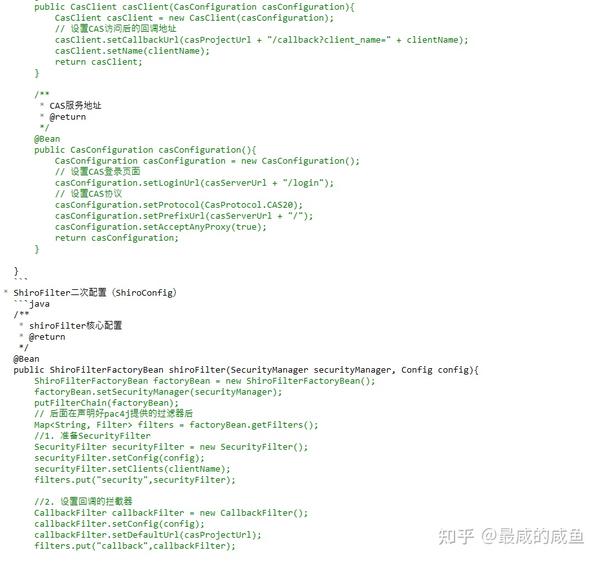 public CasClient casClient(CasConfiguration casConfiguration){
CasClient casClient = new CasClient(casConfiguration);
// 设置CAS访问后的回调地址
casClient.setCallbackUrl(casProjectUrl + "/callback?client_name=" + clientName);
casClient.setName(clientName);
return casClient;
}
/**
* CAS服务地址
* @return
*/
@Bean
public CasConfiguration casConfiguration(){
CasConfiguration casConfiguration = new CasConfiguration();
// 设置CAS登录页面
casConfiguration.setLoginUrl(casServerUrl + "/login");
// 设置CAS协议
casConfiguration.setProtocol(CasProtocol.CAS20);
casConfiguration.setPrefixUrl(casServerUrl + "/");
casConfiguration.setAcceptAnyProxy(true);
return casConfiguration;
}
}
```
* ShiroFilter二次配置（ShiroConfig）
```java
/**
* shiroFilter核心配置
* @return
*/
@Bean
public ShiroFilterFactoryBean shiroFilter(SecurityManager securityManager, Config config){
ShiroFilterFactoryBean factoryBean = new ShiroFilterFactoryBean();
factoryBean.setSecurityManager(securityManager);
putFilterChain(factoryBean);
// 后面在声明好pac4j提供的过滤器后
Map<String, Filter> filters = factoryBean.getFilters();
//1. 准备SecurityFilter
SecurityFilter securityFilter = new SecurityFilter();
securityFilter.setConfig(config);
securityFilter.setClients(clientName);
filters.put("security",securityFilter);
//2. 设置回调的拦截器
CallbackFilter callbackFilter = new CallbackFilter();
callbackFilter.setConfig(config);
callbackFilter.setDefaultUrl(casProjectUrl);
filters.put("callback",callbackFilter);
知乎 @最咸的咸鱼